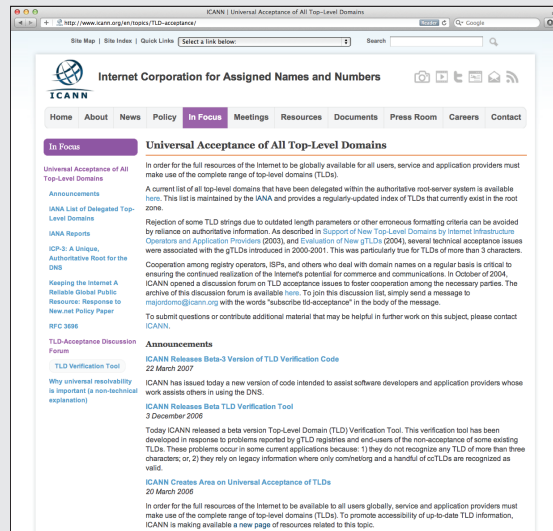 ICANN | Universal Acceptance of All Top-Level Domains
http://www.icann.org/en/topics/TLD-acceptance/
Reader
Google
Site Map | Site Index | Quick Links Select a link below: Search
ICANN
Internet Corporation for Assigned Names and Numbers
Home About News Policy In Focus Meetings Resources Documents Press Room Careers Contact
In Focus
Universal Acceptance of All
Top-Level Domains
Announcements
IANA List of Delegated Top-
Level Domains
IANA Reports
ICP-3: A Unique,
Authoritative Root for the
DNS
Keeping the Internet A
Reliable Global Public
Resource: Response to
New.net Policy Paper
RFC 3696
TLD-Acceptance Discussion
Forum
TLD Verification Tool
Why universal resolvability
is important (a non-technical
explanation)
Universal Acceptance of All Top-Level Domains
In order for the full resources of the Internet to be globally available for all users, service and application providers must
make use of the complete range of top-level domains (TLDs).
A current list of all top-level domains that have been delegated within the authoritative root-server system is available
here. This list is maintained by the IANA and provides a regularly-updated index of TLDs that currently exist in the root
zone.
Rejection of some TLD strings due to outdated length parameters or other erroneous formatting criteria can be avoided
by reliance on authoritative information. As described in Support of New Top-Level Domains by Internet Infrastructure
Operators and Application Providers (2003), and Evaluation of New gTLDs (2004), several technical acceptance issues
were associated with the gTLDs introduced in 2000-2001. This was particularly true for TLDs of more than 3 characters.
Cooperation among registry operators, ISPs, and others who deal with domain names on a regular basis is critical to
ensuring the continued realization of the Internet's potential for commerce and communications. In October of 2004,
ICANN opened a discussion forum on TLD acceptance issues to foster cooperation among the necessary parties. The
archive of this discussion forum is available here. To join this discussion list, simply send a message to
majordomo@icann.org with the words "subscribe tld-acceptance" in the body of the message.
To submit questions or contribute additional material that may be helpful in further work on this subject, please contact
ICANN.
Announcements
ICANN Releases Beta-3 Version of TLD Verification Code
22 March 2007
ICANN has issued today a new version of code intended to assist software developers and application providers whose
work assists others in using the DNS.
ICANN Releases Beta TLD Verification Tool
3 December 2006
Today ICANN released a beta version Top-Level Domain (TLD) Verification Tool. This verification tool has been
developed in response to problems reported by gTLD registries and end-users of the non-acceptance of some existing
TLDs. These problems occur in some current applications because: 1) they do not recognize any TLD of more than three
characters; or, 2) they rely on legacy information where only com/net/org and a handful of ccTLDs are recognized as
valid.
ICANN Creates Area on Universal Acceptance of TLDs
20 March 2006
In order for the full resources of the Internet to be available to all users globally, service and application providers must
make use of the complete range of top-level domains (TLDs). To promote accessibility of up-to-date TLD information,
ICANN is making available a new page of resources related to this topic.